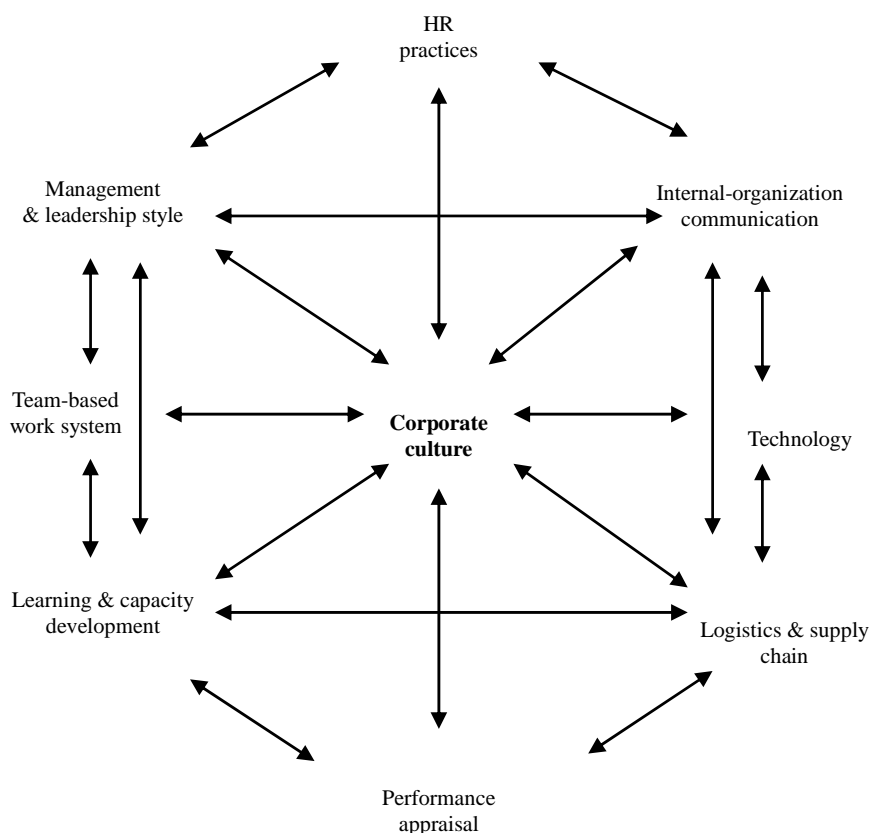 HR
practices
Management
& leadership style
Internal-organization
communication
Team-based
work system
Corporate
culture
Technology
Learning & capacity
development
Logistics & supply
chain
Performance
appraisal